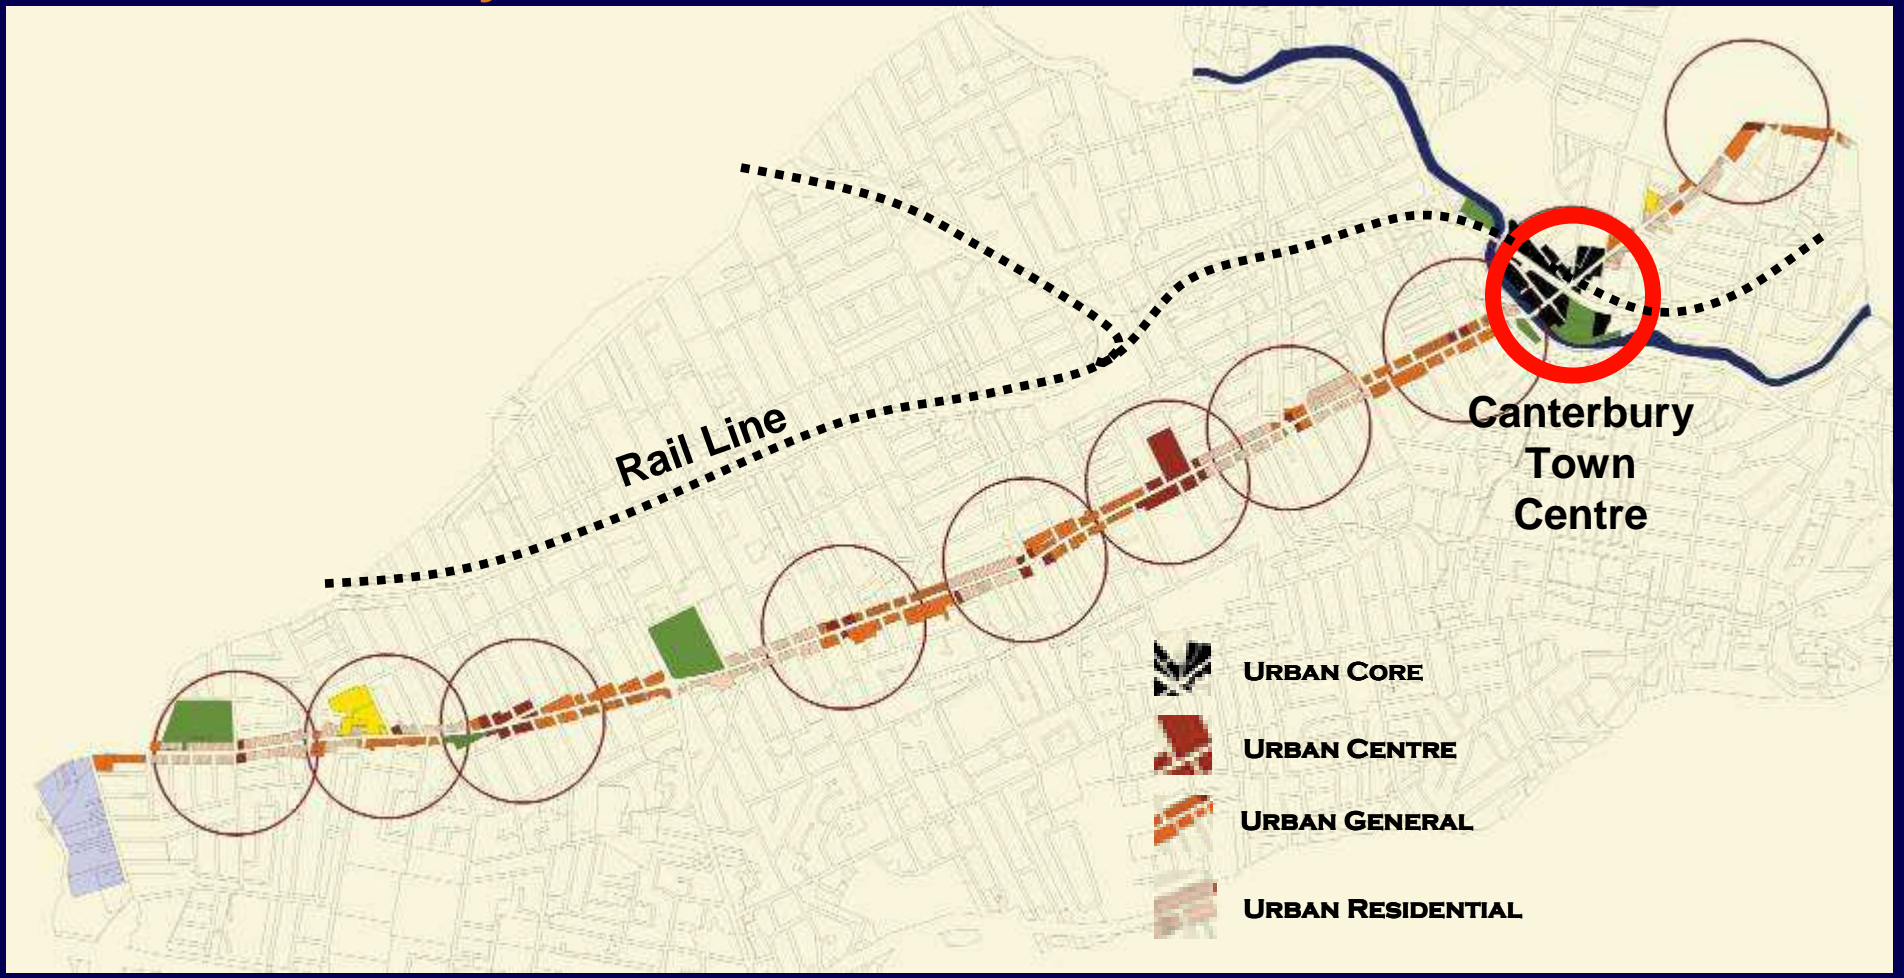 Rail Line
Canterbury
Town
Centre
URBAN CORE
URBAN CENTRE
URBAN GENERAL
URBAN RESIDENTIAL